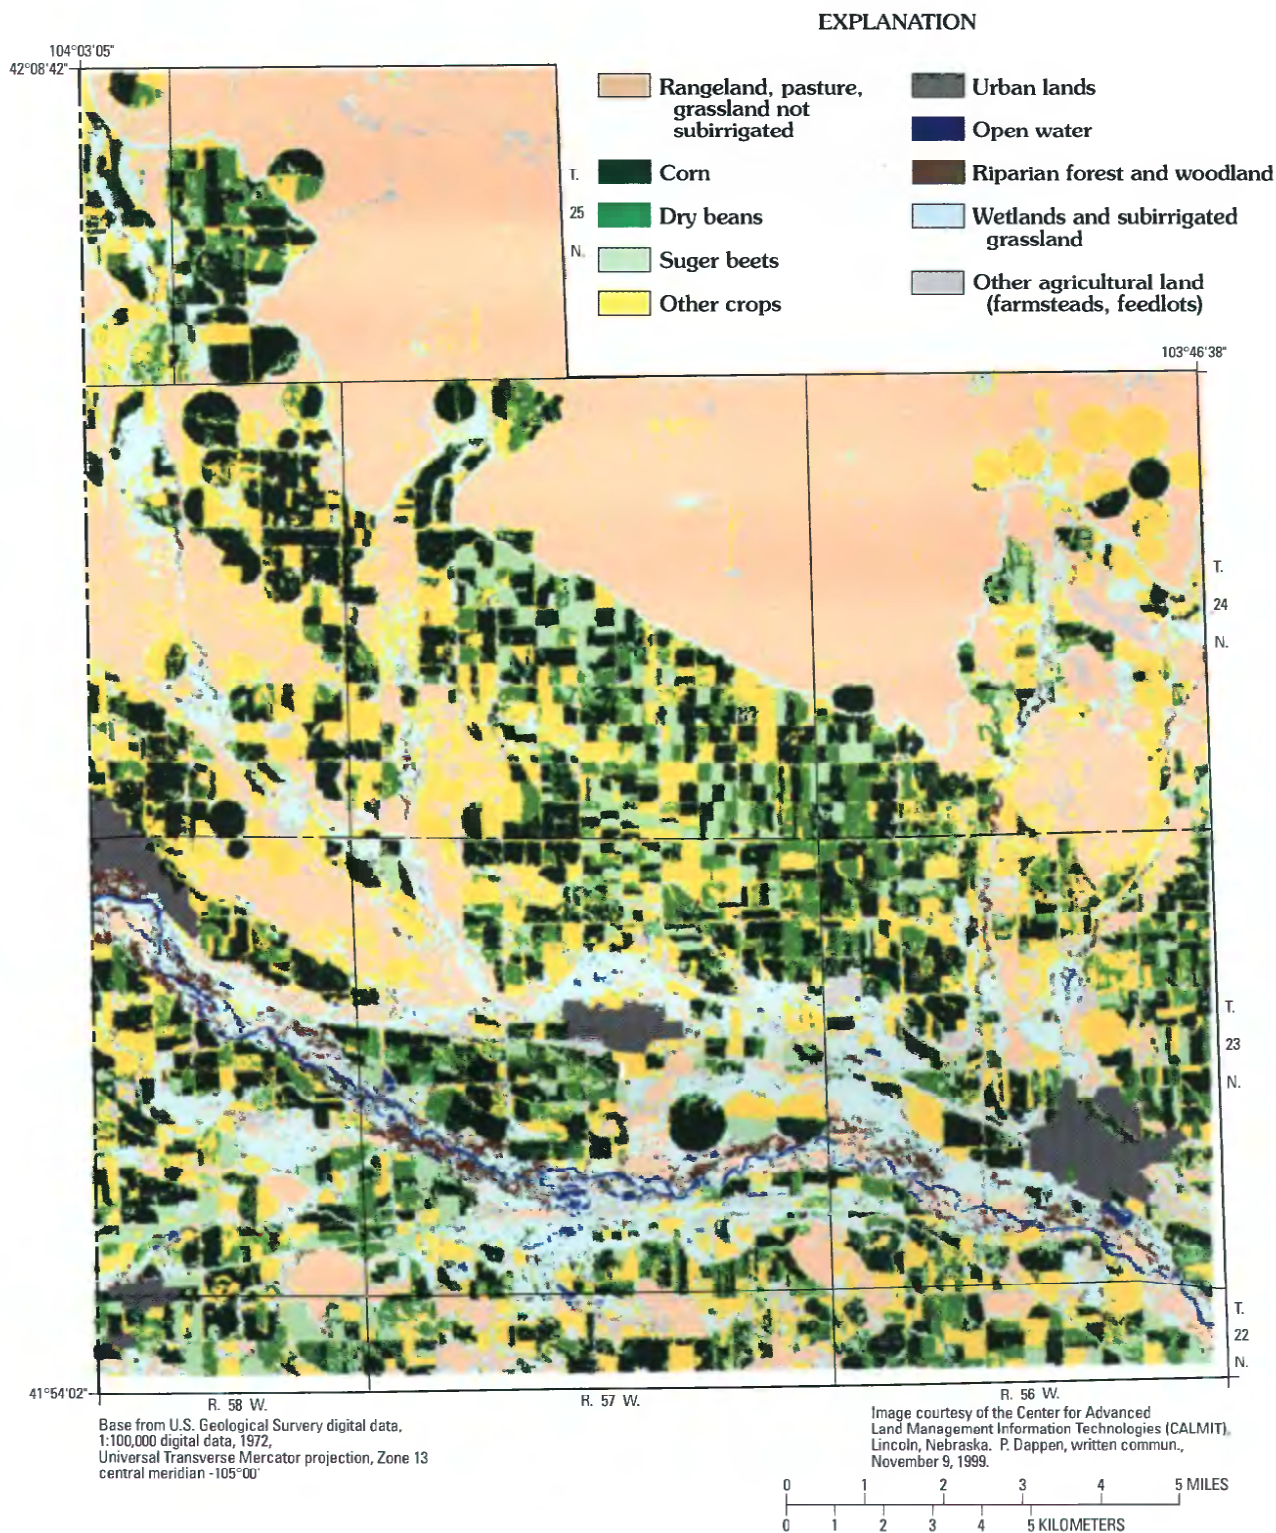 EXPLANATION
104°03'05"
42°08'42"
Rangeland, pasture,
grassland not
subirrigated
Corn
Dry beans
Suger beets
Other crops
Urban lands
Open water
Riparian forest and woodland
Wetlands and subirrigated
grassland
Other agricultural land
(farmsteads, feedlots)
T.
25
N.
103°46'38"
T.
24
N.
T.
23
N.
T.
22
N.
41°54'02"
R. 58 W.
R. 57 W.
R. 56 W.
Base from U.S. Geological Survery digital data,
1:100,000 digital data, 1972,
Universal Transverse Mercator projection, Zone 13
central meridian -105°00'
Image courtesy of the Center for Advanced
Land Management Information Technologies (CALMIT),
Lincoln, Nebraska. P. Dappen, written commun.,
November 9, 1999.
0 1 2 3 4 5 MILES
0 1 2 3 4 5 KILOMETERS